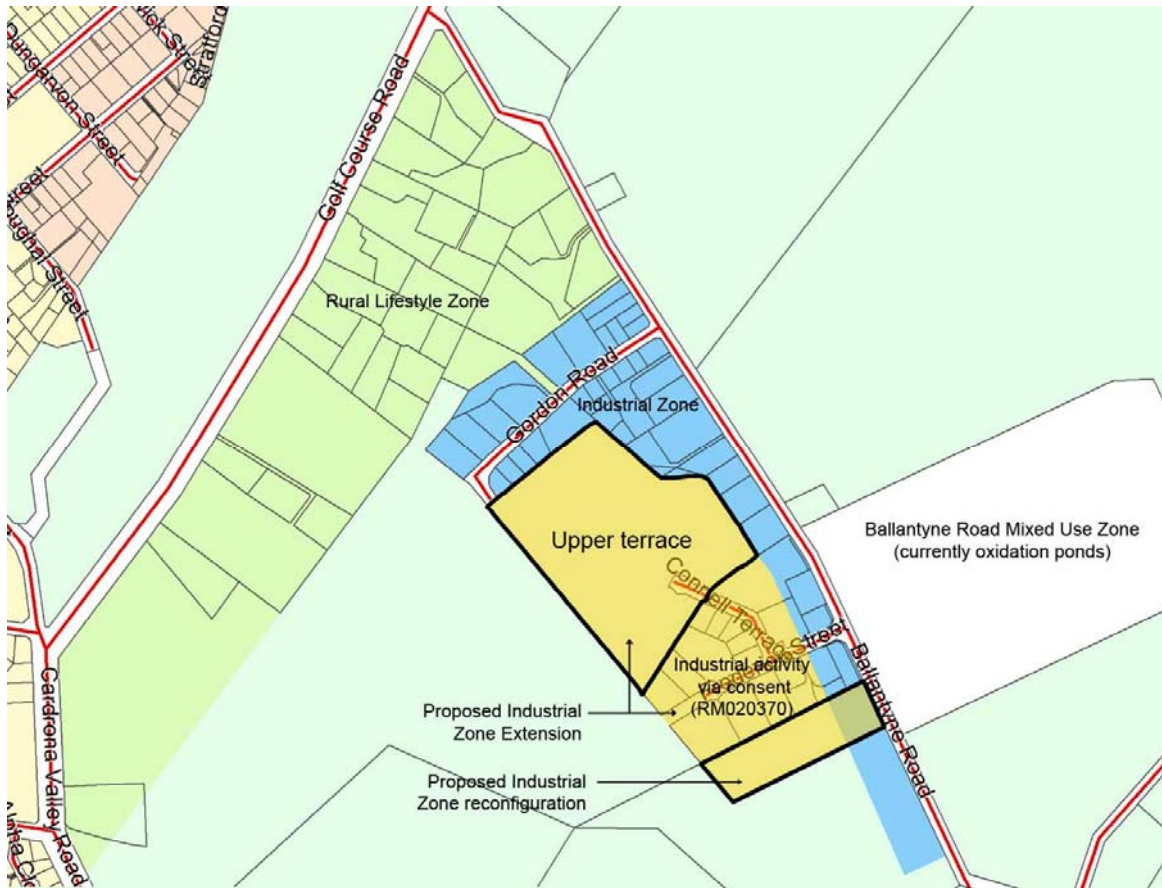 Dungarvon Street
Stratford
Golf Course Road
Rural Lifestyle Zone
Gordon Road
Industrial Zone
Upper terrace
Ballantyne Road Mixed Use Zone
(currently oxidation ponds)
Connell Terrace
Street
Industrial activity
via consent
(RM020370)
Ballantyne Road
Proposed Industrial
Zone Extension
Proposed Industrial
Zone reconfiguration
Cardrona Valley Road